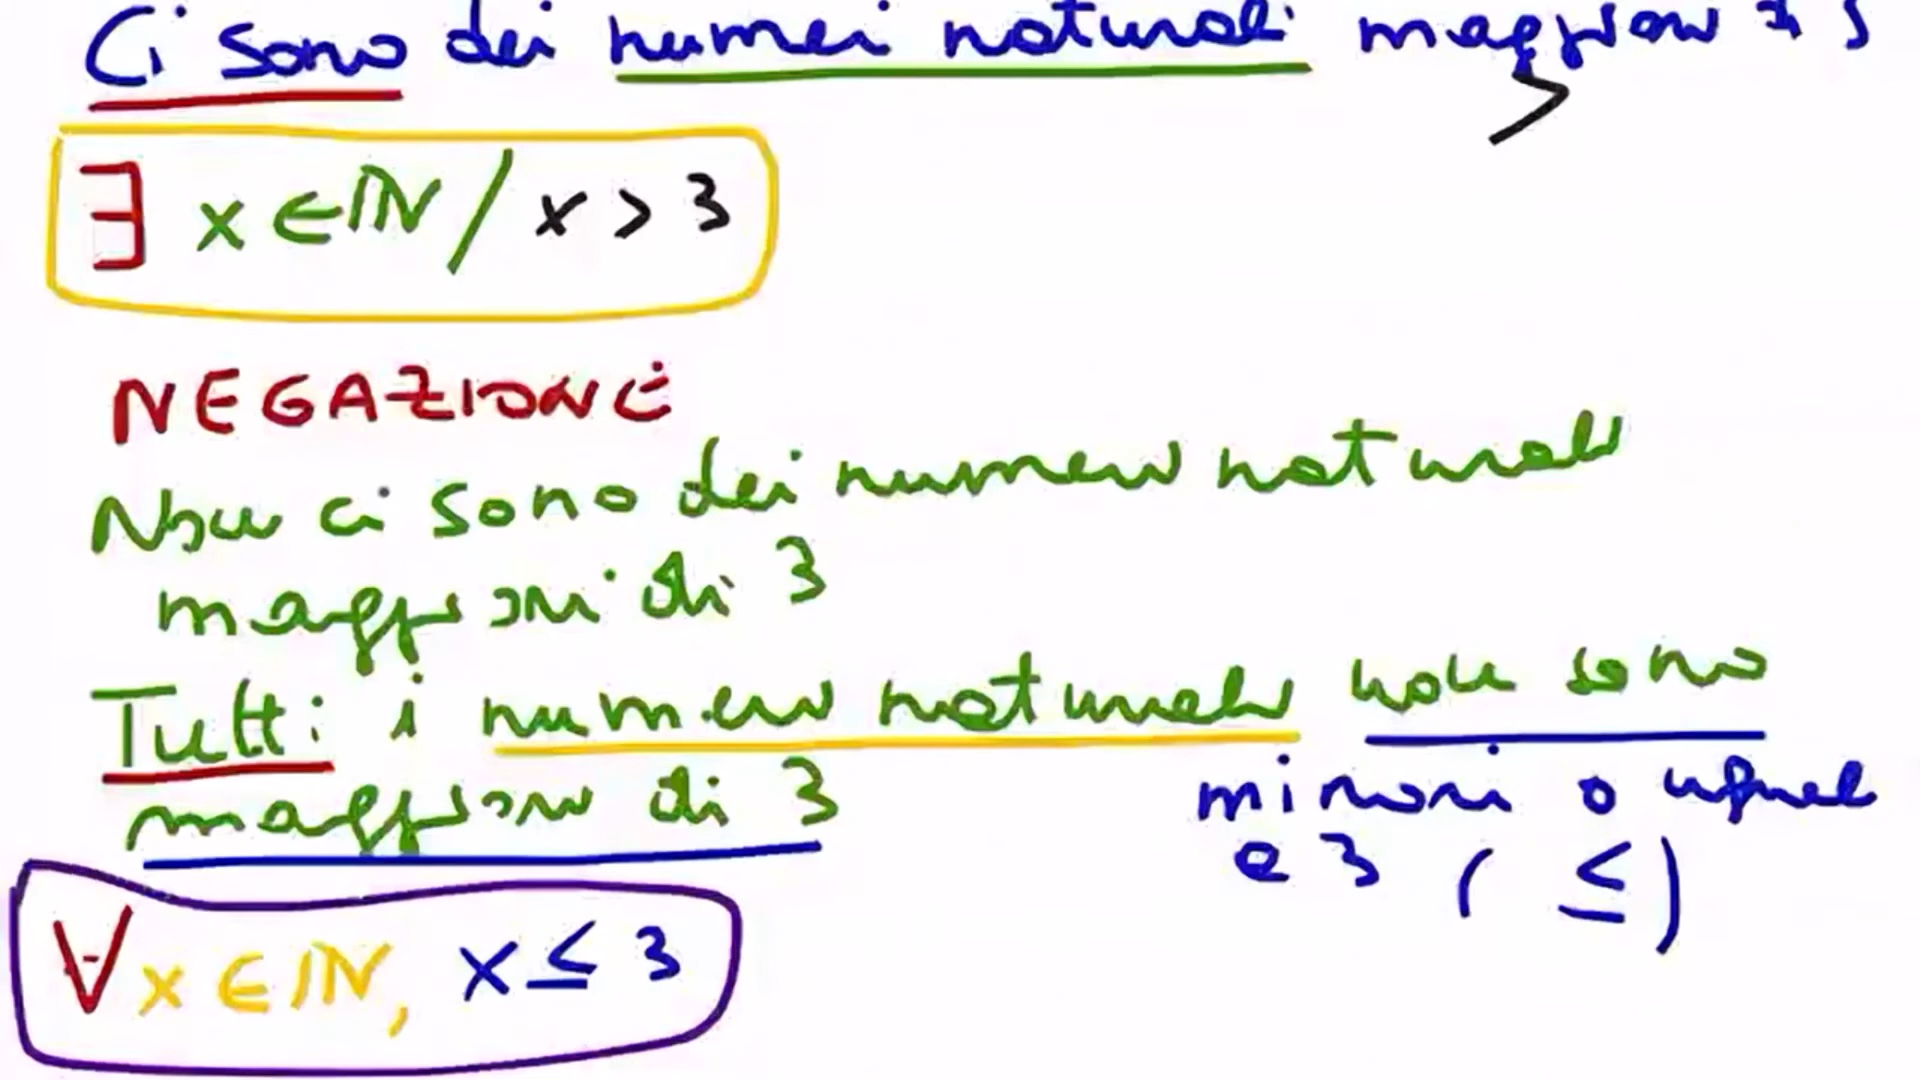 Ci sono dei numeri naturali maggiori di 3
>
∃ x ∈ ℕ / x > 3
NEGAZIONE
Non ci sono dei numeri naturali
maggiori di 3
Tutti i numeri naturali non sono
maggiori di 3
minori o uguali
a 3 ( ≤ )
∀ x ∈ ℕ, x ≤ 3